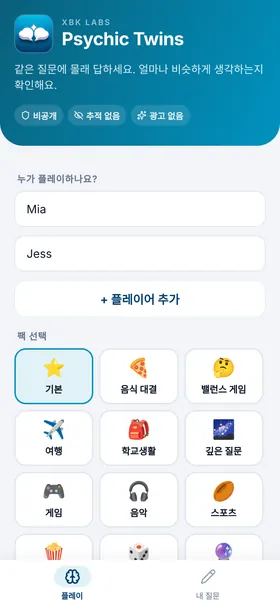 XBK LABS
Psychic Twins
같은 질문에 몰래 답하세요. 얼마나 비슷하게 생각하는지
확인해요.
비공개
추적 없음
광고 없음
누가 플레이하나요?
Mia
Jess
+ 플레이어 추가
팩 선택
기본
음식 대결
밸런스 게임
여행
학교생활
깊은 질문
게임
음악
스포츠
플레이
내 질문